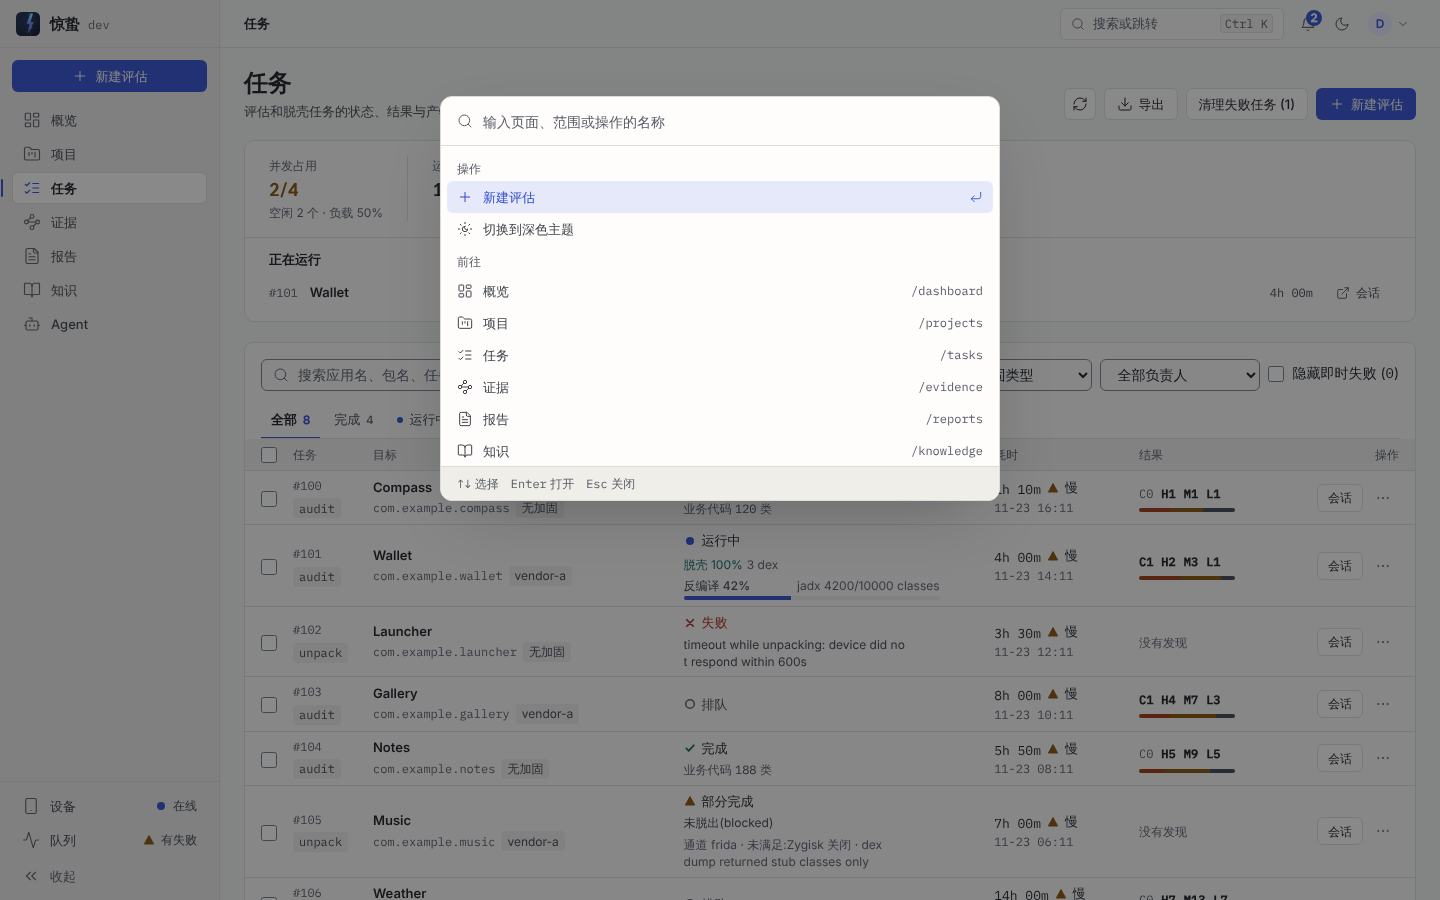 惊蛰 dev
任务
搜索或跳转 Ctrl K
2
D
新建评估
概览
项目
任务
证据
报告
知识
Agent
设备 在线
队列 有失败
收起
任务
评估和脱壳任务的状态、结果与产
导出
清理失败任务 (1)
新建评估
并发占用
2/4
空闲 2 个 · 负载 50%
正在运行
#101 Wallet
4h 00m 会话
输入页面、范围或操作的名称
操作
新建评估
切换到深色主题
前往
概览 /dashboard
项目 /projects
任务 /tasks
证据 /evidence
报告 /reports
知识 /knowledge
↑↓ 选择 Enter 打开 Esc 关闭
搜索应用名、包名、任
固类型
全部负责人
隐藏即时失败 (0)
全部 8 完成 4 运行中
任务 目标 耗时 结果 操作
#100 Compass 1h 10m 慢 C0 H1 M1 L1 会话
audit com.example.compass 无加固 业务代码 120 类 11-23 16:11
运行中
#101 Wallet 4h 00m 慢 C1 H2 M3 L1 会话
脱壳 100% 3 dex
audit com.example.wallet vendor-a 11-23 14:11
反编译 42% jadx 4200/10000 classes
失败
#102 Launcher 3h 30m 慢
timeout while unpacking: device did no
没有发现 会话
unpack com.example.launcher 无加固 11-23 12:11
t respond within 600s
#103 Gallery 8h 00m 慢 C1 H4 M7 L3
排队 会话
audit com.example.gallery vendor-a 11-23 10:11
#104 Notes 完成 5h 50m 慢 C0 H5 M9 L5 会话
audit com.example.notes 无加固 业务代码 188 类 11-23 08:11
部分完成
#105 Music 未脱出(blocked) 7h 00m 慢 没有发现 会话
unpack com.example.music vendor-a 通道 frida · 未满足:Zygisk 关闭 · dex 11-23 06:11
dump returned stub classes only
#106 Weather 14h 00m 慢
C0 H7 M13 L7